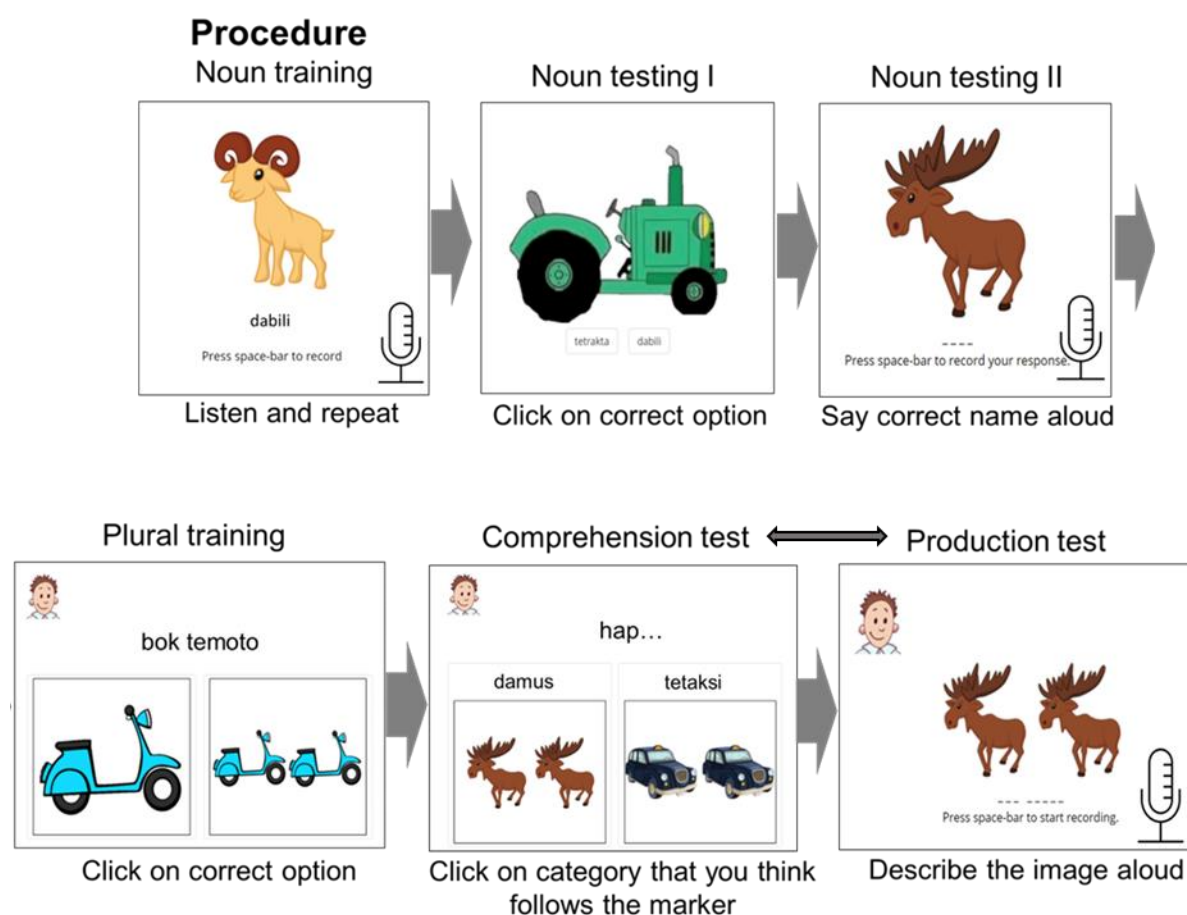 Procedure
Noun training
Noun testing I
Noun testing II
dabili
Press space-bar to record
tetrakta
dabili
----
Press space-bar to record your response.
Listen and repeat
Click on correct option
Say correct name aloud
Plural training
Comprehension test
Production test
bok temoto
hap...
damus
tetaksi
--- -----
Press space-bar to start recording.
Click on correct option
Click on category that you think
follows the marker
Describe the image aloud